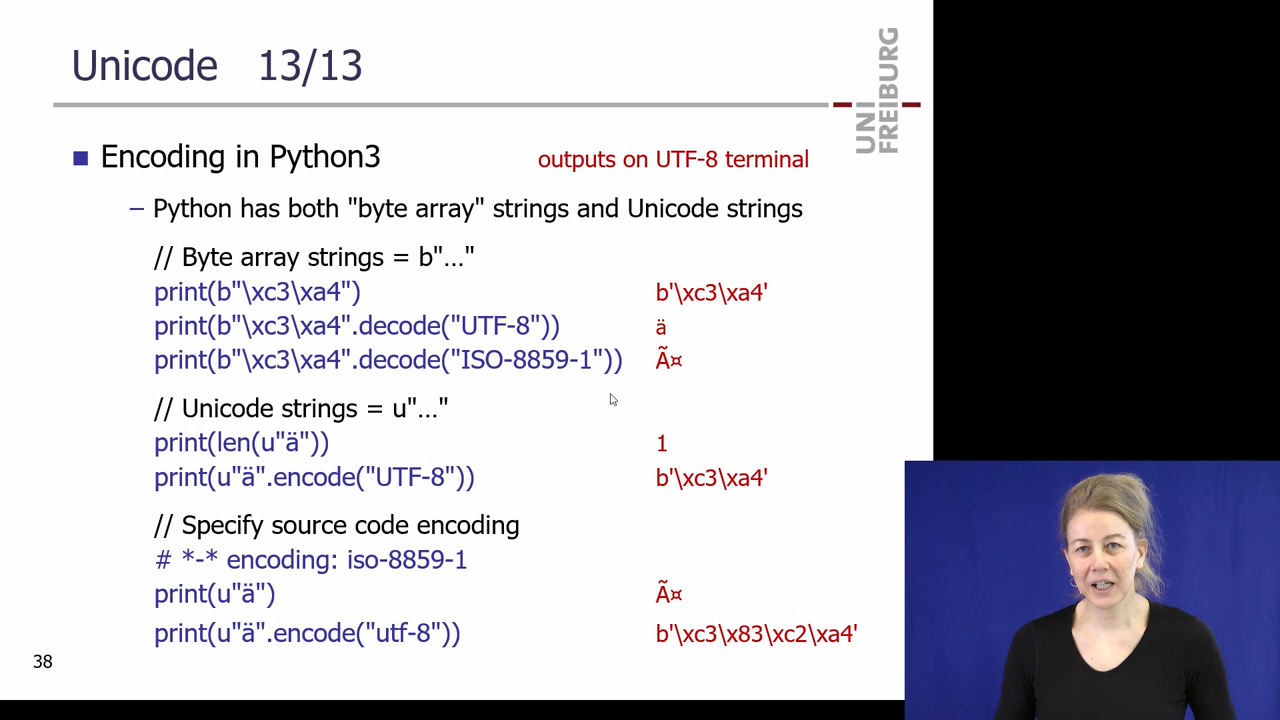 Unicode 13/13
UNI
FREIBURG
Encoding in Python3
outputs on UTF-8 terminal
– Python has both "byte array" strings and Unicode strings
// Byte array strings = b"…"
print(b"\xc3\xa4") b'\xc3\xa4'
print(b"\xc3\xa4".decode("UTF-8")) ä
print(b"\xc3\xa4".decode("ISO-8859-1")) Ã¤
// Unicode strings = u"…"
print(len(u"ä")) 1
print(u"ä".encode("UTF-8")) b'\xc3\xa4'
// Specify source code encoding
# *-* encoding: iso-8859-1
print(u"ä") Ã¤
print(u"ä".encode("utf-8")) b'\xc3\x83\xc2\xa4'
38